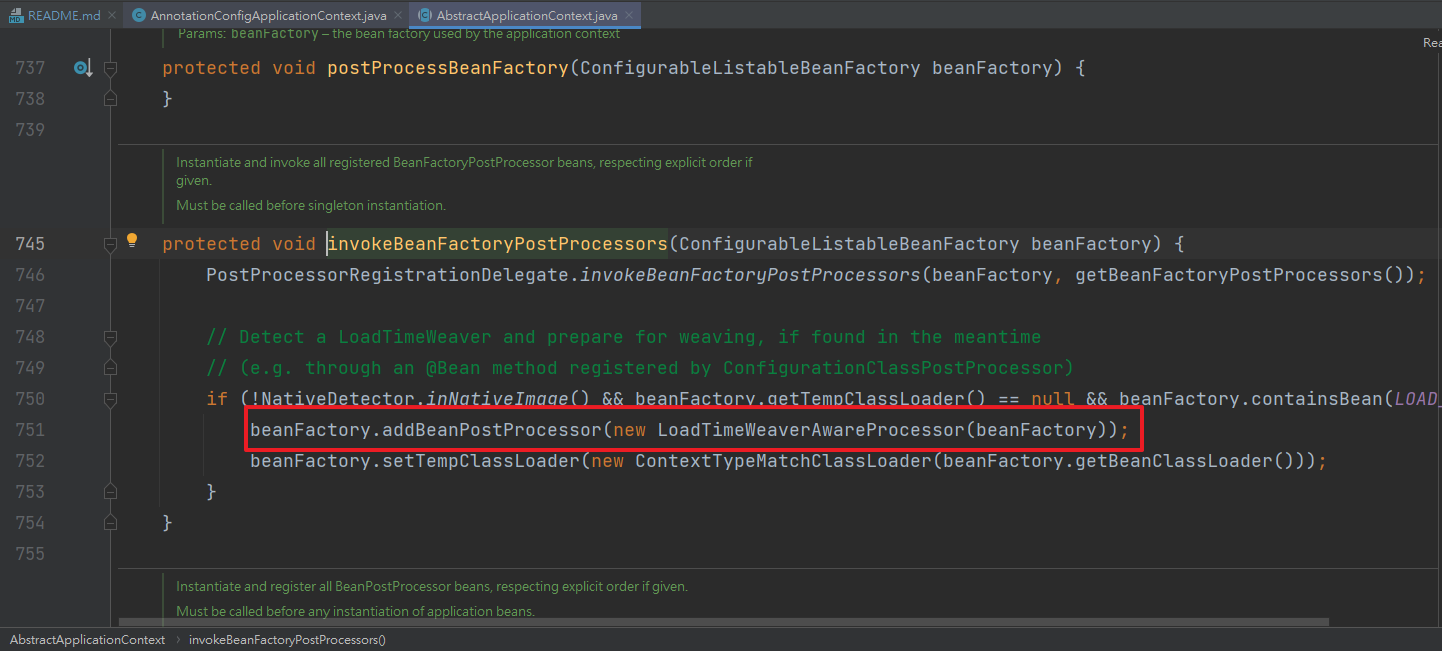 README.md AnnotationConfigApplicationContext.java AbstractApplicationContext.java
Params: beanFactory – the bean factory used by the application context
737 protected void postProcessBeanFactory(ConfigurableListableBeanFactory beanFactory) {
738 }
739
Instantiate and invoke all registered BeanFactoryPostProcessor beans, respecting explicit order if
given.
Must be called before singleton instantiation.
745 protected void invokeBeanFactoryPostProcessors(ConfigurableListableBeanFactory beanFactory) {
746 PostProcessorRegistrationDelegate.invokeBeanFactoryPostProcessors(beanFactory, getBeanFactoryPostProcessors());
747
748 // Detect a LoadTimeWeaver and prepare for weaving, if found in the meantime
749 // (e.g. through an @Bean method registered by ConfigurationClassPostProcessor)
750 if (!NativeDetector.inNativeImage() && beanFactory.getTempClassLoader() == null && beanFactory.containsBean(LOAD_
751 beanFactory.addBeanPostProcessor(new LoadTimeWeaverAwareProcessor(beanFactory));
752 beanFactory.setTempClassLoader(new ContextTypeMatchClassLoader(beanFactory.getBeanClassLoader()));
753 }
754 }
755
Instantiate and register all BeanPostProcessor beans, respecting explicit order if given.
Must be called before any instantiation of application beans.
AbstractApplicationContext › invokeBeanFactoryPostProcessors()